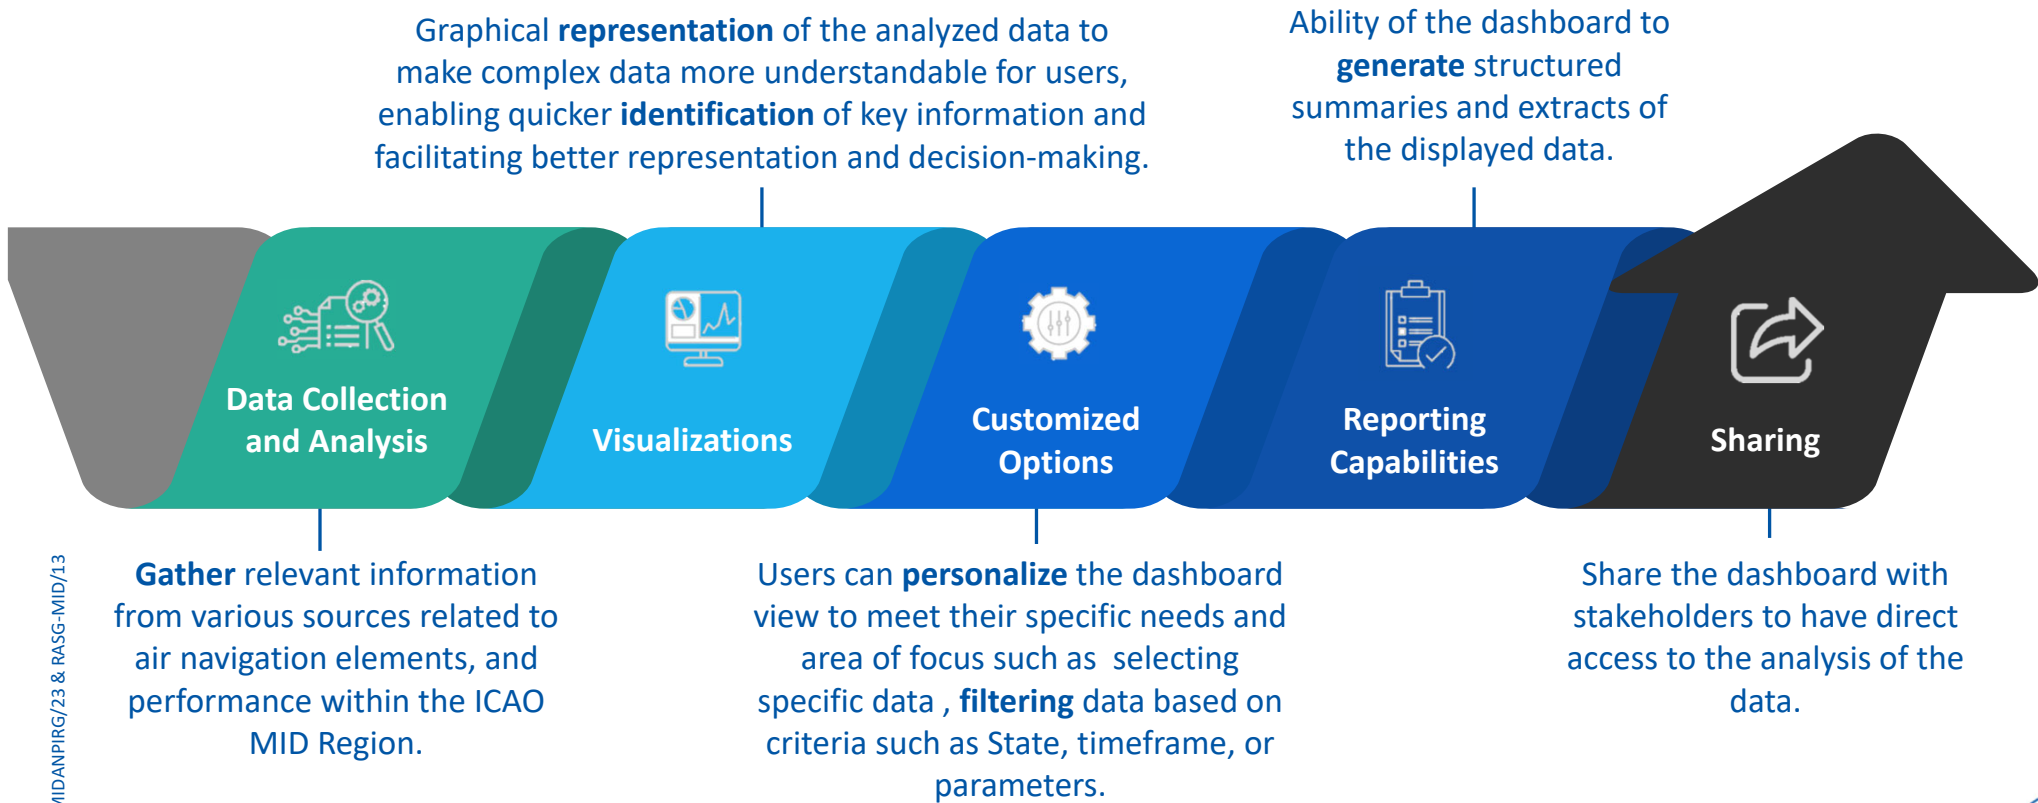 Graphical representation of the analyzed data to
make complex data more understandable for users,
enabling quicker identification of key information and
facilitating better representation and decision-making.
Ability of the dashboard to
generate structured
summaries and extracts of
the displayed data.
Data Collection
and Analysis
Visualizations
Customized
Options
Reporting
Capabilities
Sharing
Gather relevant information
from various sources related to
air navigation elements, and
performance within the ICAO
MID Region.
Users can personalize the dashboard
view to meet their specific needs and
area of focus such as  selecting
specific data , filtering data based on
criteria such as State, timeframe, or
parameters.
Share the dashboard with
stakeholders to have direct
access to the analysis of the
data.
MIDANPIRG/23 & RASG-MID/13